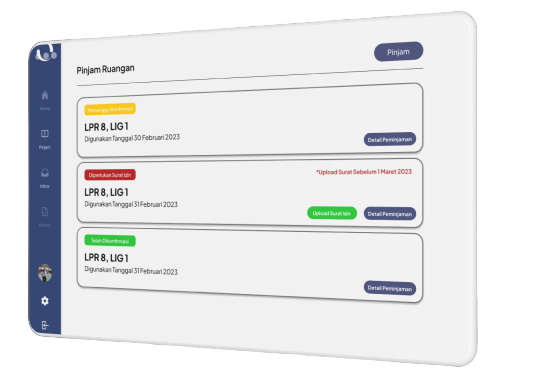 Pinjam Ruangan
Pinjam
Home
Pinjam
Inbox
History
Menunggu Konfirmasi
LPR 8, LIG 1
Digunakan Tanggal 30 Februari 2023
Detail Peminjaman
Diperlukan Surat Izin
*Upload Surat Sebelum 1 Maret 2023
LPR 8, LIG 1
Digunakan Tanggal 31 Februari 2023
Upload Surat Izin
Detail Peminjaman
Telah Dikonfirmasi
LPR 8, LIG 1
Digunakan Tanggal 31 Februari 2023
Detail Peminjaman